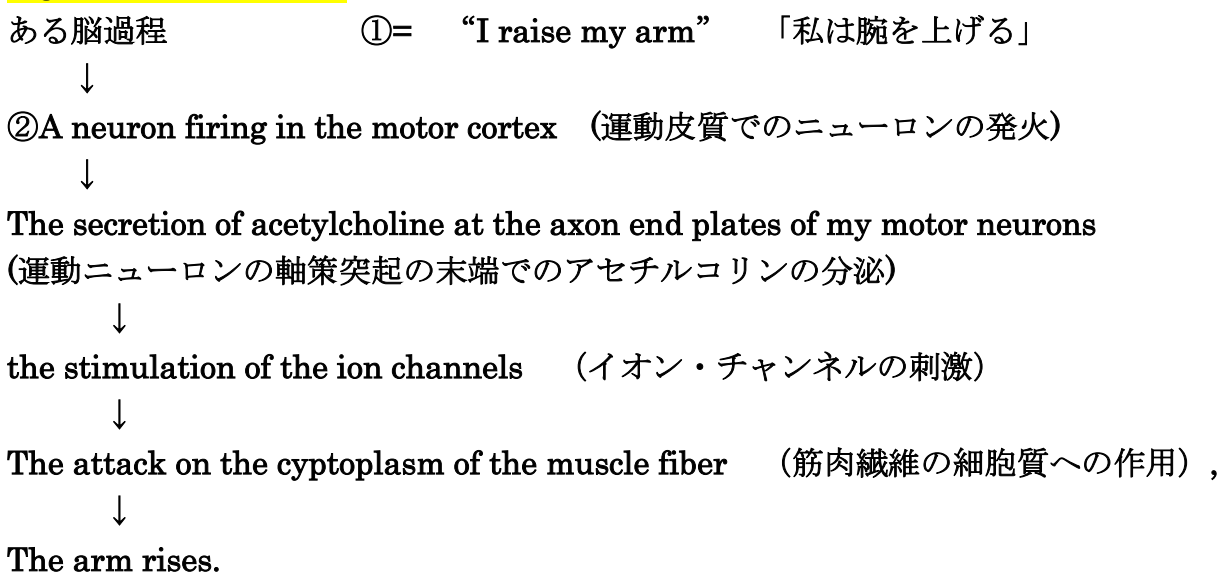 ある脳過程 ①= “I raise my arm” 「私は腕を上げる」
↓
②A neuron firing in the motor cortex (運動皮質でのニューロンの発火)
↓
The secretion of acetylcholine at the axon end plates of my motor neurons
(運動ニューロンの軸策突起の末端でのアセチルコリンの分泌)
↓
the stimulation of the ion channels （イオン・チャンネルの刺激）
↓
The attack on the cyptoplasm of the muscle fiber （筋肉繊維の細胞質への作用）,
↓
The arm rises.